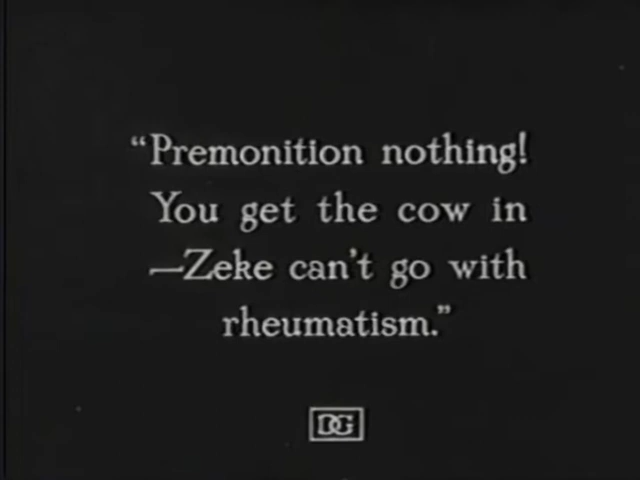 “Premonition nothing!
You get the cow in
—Zeke can't go with
rheumatism.”
DG